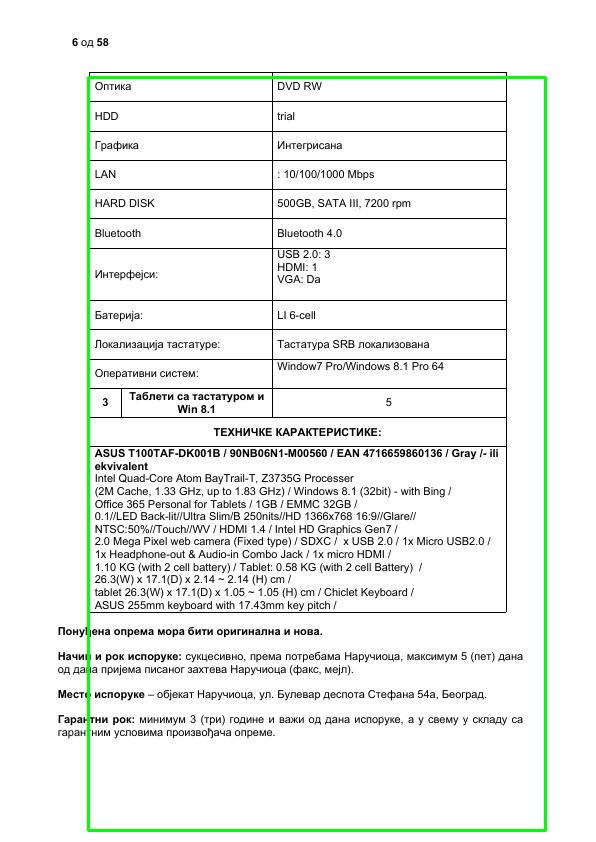 6 од 58
Оптика DVD RW
HDD trial
Графика Интегрисана
LAN : 10/100/1000 Mbps
HARD DISK 500GB, SATA III, 7200 rpm
Bluetooth Bluetooth 4.0
Интерфејси: USB 2.0: 3
HDMI: 1
VGA: Da
Батерија: LI 6-cell
Локализација тастатуре: Тастатура SRB локализована
Оперативни систем: Window7 Pro/Windows 8.1 Pro 64
3 Таблети са тастатуром и 5
Win 8.1
ТЕХНИЧКЕ КАРАКТЕРИСТИКЕ:
ASUS T100TAF-DK001B / 90NB06N1-M00560 / EAN 4716659860136 / Gray /- ili
ekvivalent
Intel Quad-Core Atom BayTrail-T, Z3735G Processer
(2M Cache, 1.33 GHz, up to 1.83 GHz) / Windows 8.1 (32bit) - with Bing /
Office 365 Personal for Tablets / 1GB / EMMC 32GB /
0.1//LED Back-lit//Ultra Slim/B 250nits//HD 1366x768 16:9//Glare//
NTSC:50%//Touch//WV / HDMI 1.4 / Intel HD Graphics Gen7 /
2.0 Mega Pixel web camera (Fixed type) / SDXC / x USB 2.0 / 1x Micro USB2.0 /
1x Headphone-out & Audio-in Combo Jack / 1x micro HDMI /
1.10 KG (with 2 cell battery) / Tablet: 0.58 KG (with 2 cell Battery) /
26.3(W) x 17.1(D) x 2.14 ~ 2.14 (H) cm /
tablet 26.3(W) x 17.1(D) x 1.05 ~ 1.05 (H) cm / Chiclet Keyboard /
ASUS 255mm keyboard with 17.43mm key pitch /
Понуђена опрема мора бити оригинална и нова.
Начин и рок испоруке: сукцесивно, према потребама Наручиоца, максимум 5 (пет) дана
од дана пријема писаног захтева Наручиоца (факс, мејл).
Место испоруке – објекат Наручиоца, ул. Булевар деспота Стефана 54а, Београд.
Гарантни рок: минимум 3 (три) године и важи од дана испоруке, а у свему у складу са
гарантним условима произвођача опреме.